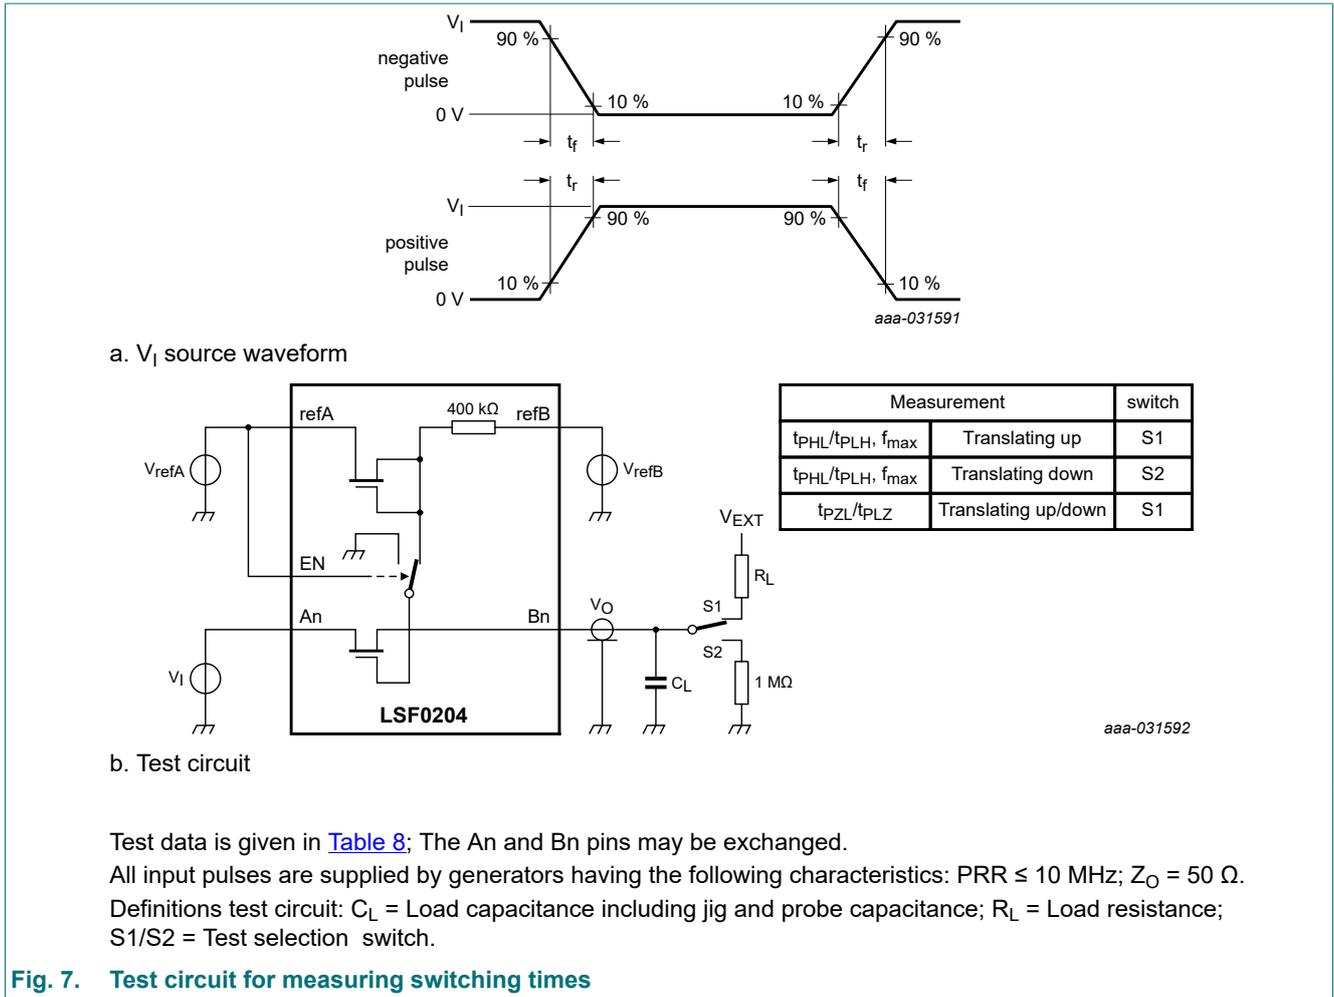 VI
90 %
90 %
negative
pulse
10 %
10 %
0 V
tf
tr
tr
tf
VI
90 %
90 %
positive
pulse
10 %
10 %
0 V
aaa-031591
a. VI source waveform
refA
400 kΩ
refB
VrefA
VrefB
EN
An
Bn
VI
LSF0204
VO
CL
VEXT
RL
S1
S2
1 MΩ
Measurement switch
tPHL/tPLH, fmax Translating up S1
tPHL/tPLH, fmax Translating down S2
tPZL/tPLZ Translating up/down S1
aaa-031592
b. Test circuit
Test data is given in Table 8; The An and Bn pins may be exchanged.
All input pulses are supplied by generators having the following characteristics: PRR ≤ 10 MHz; ZO = 50 Ω.
Definitions test circuit: CL = Load capacitance including jig and probe capacitance; RL = Load resistance;
S1/S2 = Test selection switch.
Fig. 7. Test circuit for measuring switching times